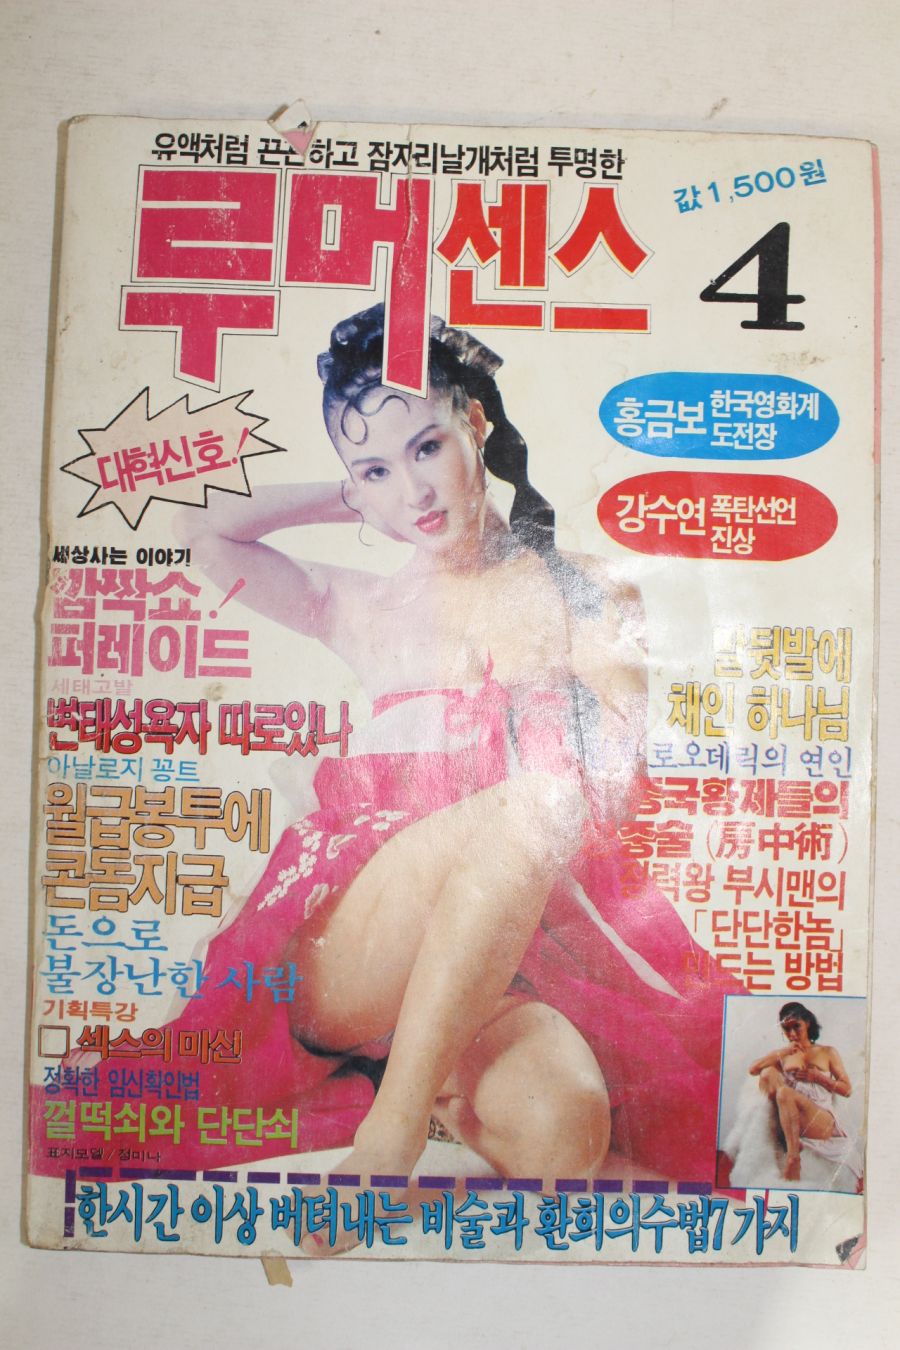 유액처럼 끈끈하고 잠자리날개처럼 투명한
루머센스
값 1,500원
4
대혁신호!
홍금보 한국영화계
도전장
강수연 폭탄선언
진상
세상사는 이야기
깜짝쇼!
퍼레이드
세태고발
변태성욕자 따로있나
아날로지 꽁트
월급봉투에
콘돔지급
돈으로
불장난한 사람
기획특강
섹스의 미신
정확한 임신확인법
껄떡쇠와 단단쇠
표지모델 / 정미나
말뒷발에
채인 하나님
로오데릭의 연인
중국황제들의
(房中術)
정력왕 부시맨의
「단단한놈」
만드는 방법
한시간 이상 버텨내는 비술과 환희의수법7가지